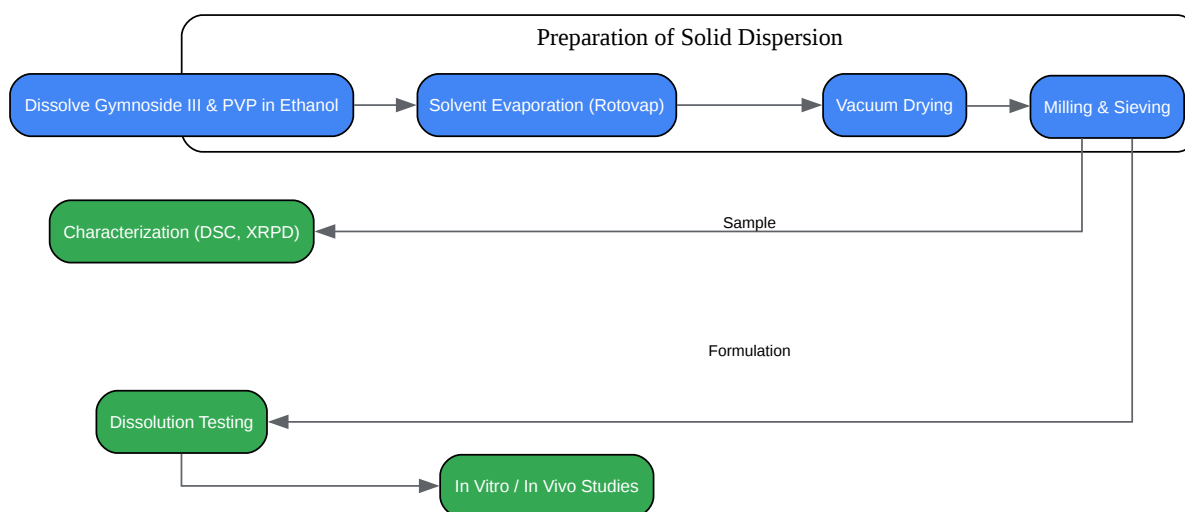 Preparation of Solid Dispersion
Dissolve Gymnoside III & PVP in Ethanol
Solvent Evaporation (Rotovap)
Vacuum Drying
Milling & Sieving
Sample
Characterization (DSC, XRPD)
Formulation
Dissolution Testing
In Vitro / In Vivo Studies